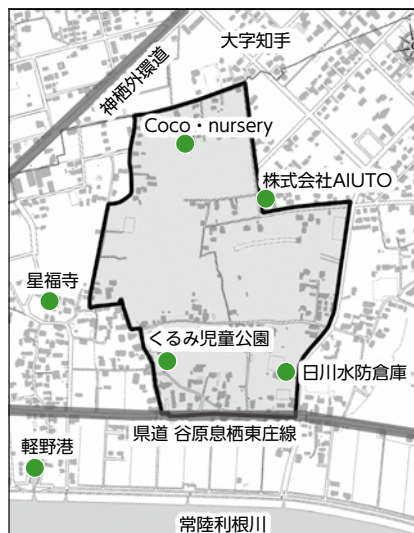 大字知手
神栖外環道
Coco・nursery
株式会社AIUTO
星福寺
くるみ児童公園
日川水防倉庫
県道 谷原息栖東庄線
軽野港
常陸利根川